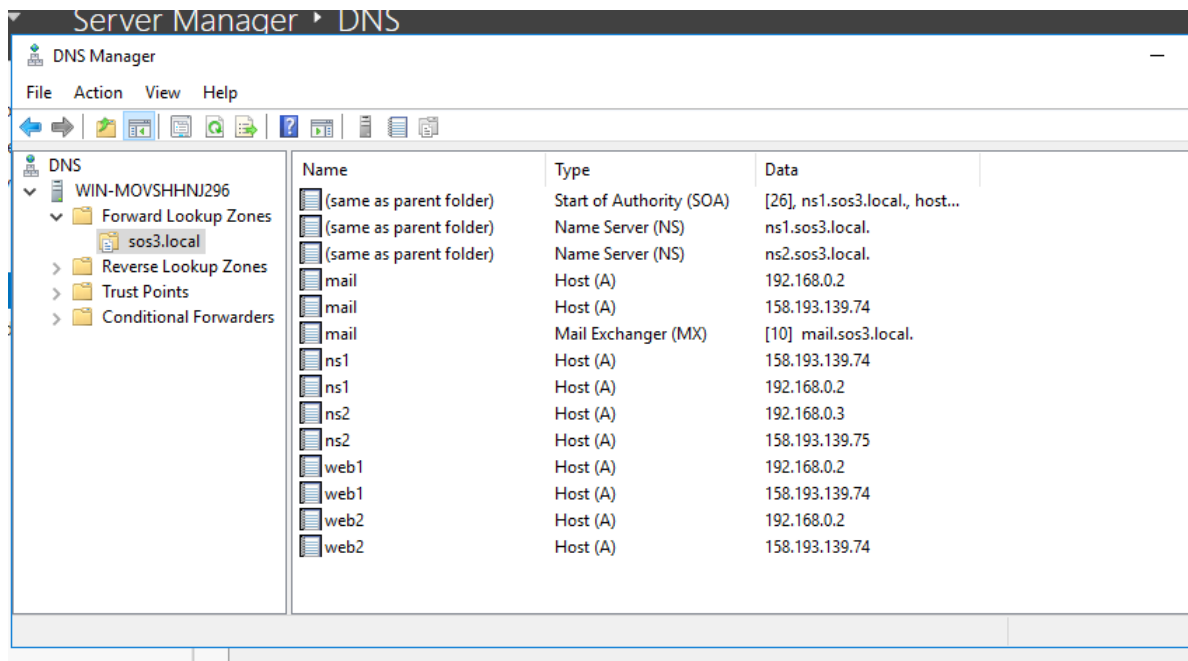 Server Manager ‣ DNS
DNS Manager
File Action View Help
DNS
WIN-MOVSHHNJ296
Forward Lookup Zones
sos3.local
Reverse Lookup Zones
Trust Points
Conditional Forwarders
Name Type Data
(same as parent folder) Start of Authority (SOA) [26], ns1.sos3.local., host...
(same as parent folder) Name Server (NS) ns1.sos3.local.
(same as parent folder) Name Server (NS) ns2.sos3.local.
mail Host (A) 192.168.0.2
mail Host (A) 158.193.139.74
mail Mail Exchanger (MX) [10] mail.sos3.local.
ns1 Host (A) 158.193.139.74
ns1 Host (A) 192.168.0.2
ns2 Host (A) 192.168.0.3
ns2 Host (A) 158.193.139.75
web1 Host (A) 192.168.0.2
web1 Host (A) 158.193.139.74
web2 Host (A) 192.168.0.2
web2 Host (A) 158.193.139.74